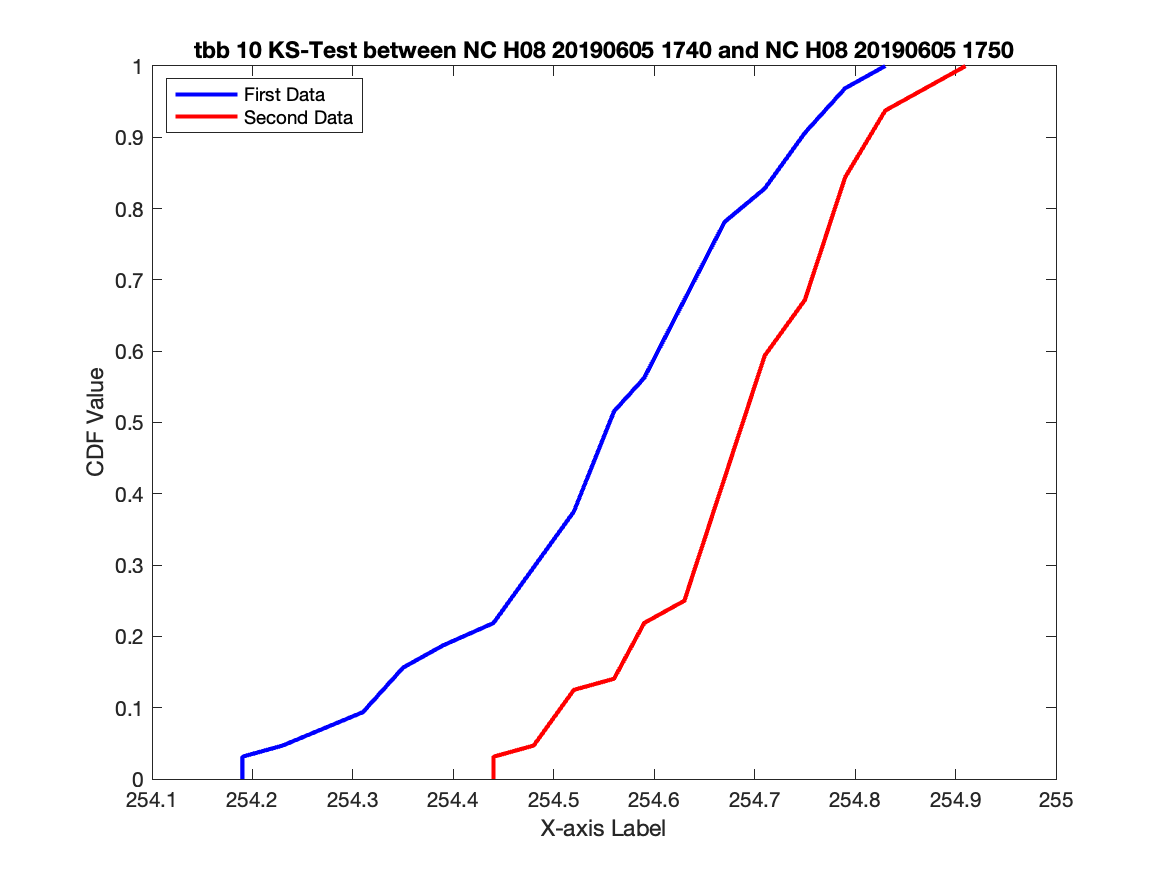 tbb 10 KS-Test between NC H08 20190605 1740 and NC H08 20190605 1750
First Data
Second Data
CDF Value
1
0.9
0.8
0.7
0.6
0.5
0.4
0.3
0.2
0.1
0
254.1 254.2 254.3 254.4 254.5 254.6 254.7 254.8 254.9 255
X-axis Label